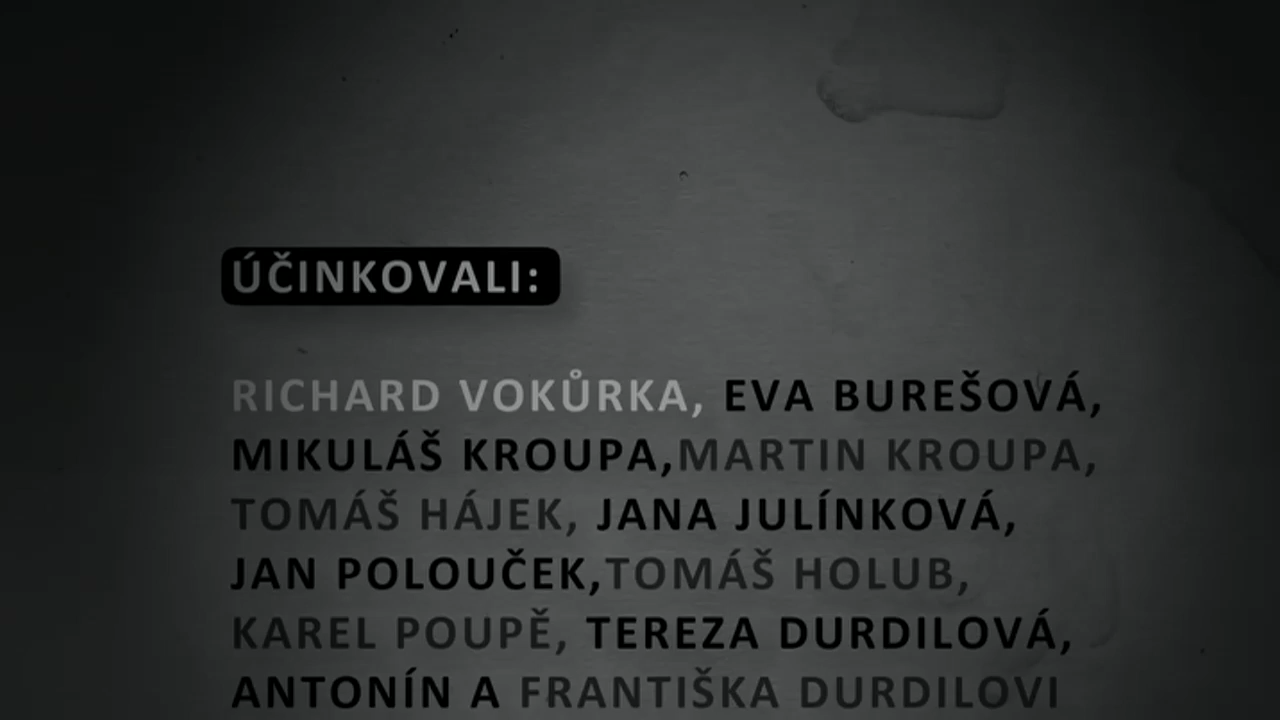 ÚČINKOVALI:
RICHARD VOKŮRKA, EVA BUREŠOVÁ,
MIKULÁŠ KROUPA,MARTIN KROUPA,
TOMÁŠ HÁJEK, JANA JULÍNKOVÁ,
JAN POLOUČEK,TOMÁŠ HOLUB,
KAREL POUPĚ, TEREZA DURDILOVÁ,
ANTONÍN A FRANTIŠKA DURDILOVI